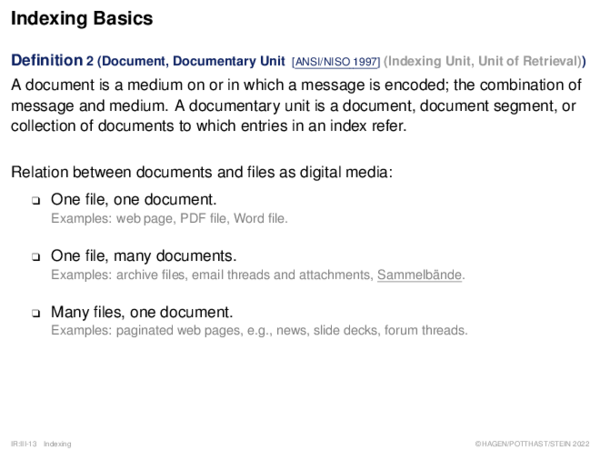 Indexing Basics
Definition 2 (Document, Documentary Unit [ANSI/NISO 1997] (Indexing Unit, Unit of Retrieval))
A document is a medium on or in which a message is encoded; the combination of
message and medium. A documentary unit is a document, document segment, or
collection of documents to which entries in an index refer.
Relation between documents and files as digital media:
❑ One file, one document.
Examples: web page, PDF file, Word file.
❑ One file, many documents.
Examples: archive files, email threads and attachments, Sammelbände.
❑ Many files, one document.
Examples: paginated web pages, e.g., news, slide decks, forum threads.
IR:III-13 Indexing
©HAGEN/POTTHAST/STEIN 2022